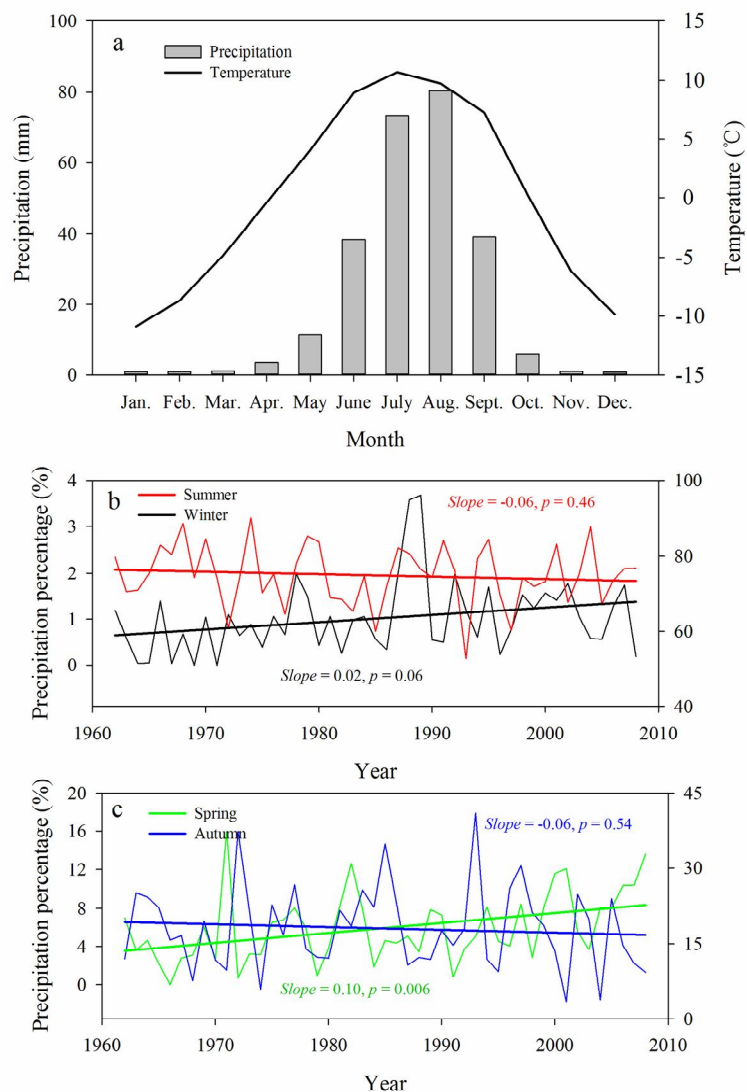 a
Precipitation
Temperature
100
80
60
40
20
0
Precipitation (mm)
15
10
5
0
-5
-10
-15
Temperature (℃)
Jan. Feb. Mar. Apr. May June July Aug. Sept. Oct. Nov. Dec.
Month
b
Summer
Winter
Slope = -0.06, p = 0.46
Slope = 0.02, p = 0.06
4
3
2
1
0
Precipitation percentage (%)
100
80
60
40
1960 1970 1980 1990 2000 2010
Year
c
Spring
Autumn
Slope = -0.06, p = 0.54
Slope = 0.10, p = 0.006
20
16
12
8
4
0
Precipitation percentage (%)
45
30
15
0
1960 1970 1980 1990 2000 2010
Year